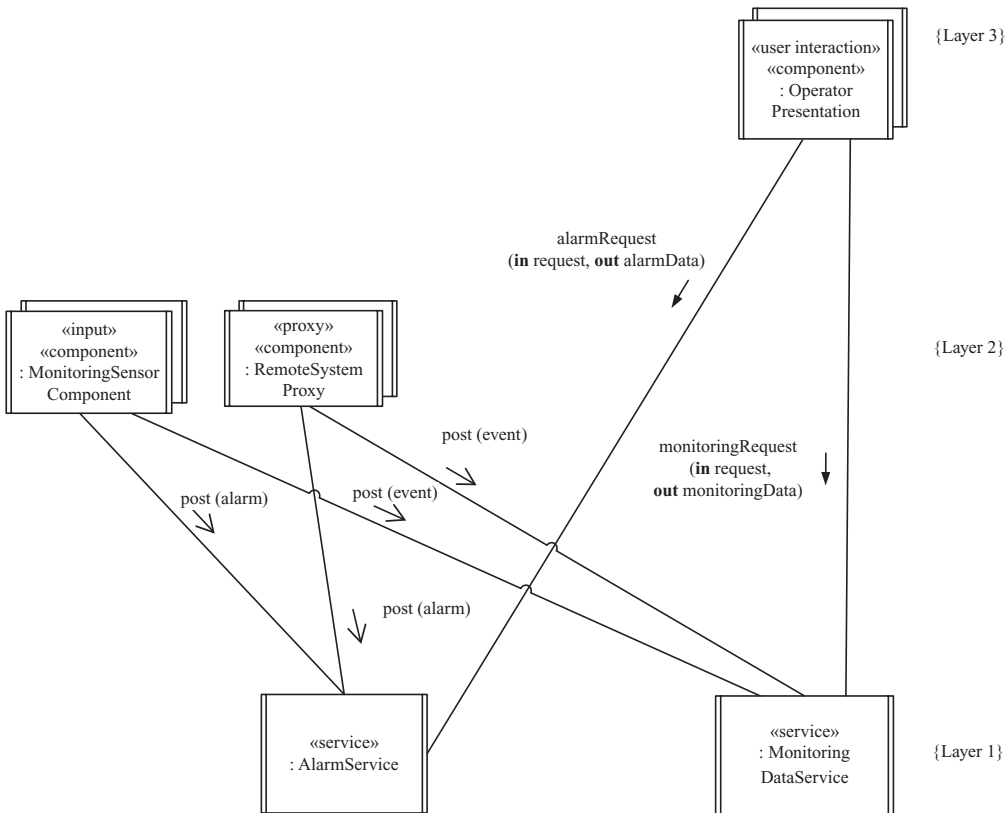 {Layer 3}
«user interaction»
«component»
: Operator
Presentation
alarmRequest
(in request, out alarmData)
«input»
«component»
: MonitoringSensor
Component
«proxy»
«component»
: RemoteSystem
Proxy
{Layer 2}
post (event)
monitoringRequest
(in request,
out monitoringData)
post (alarm)
post (event)
post (alarm)
«service»
: AlarmService
«service»
: Monitoring
DataService
{Layer 1}